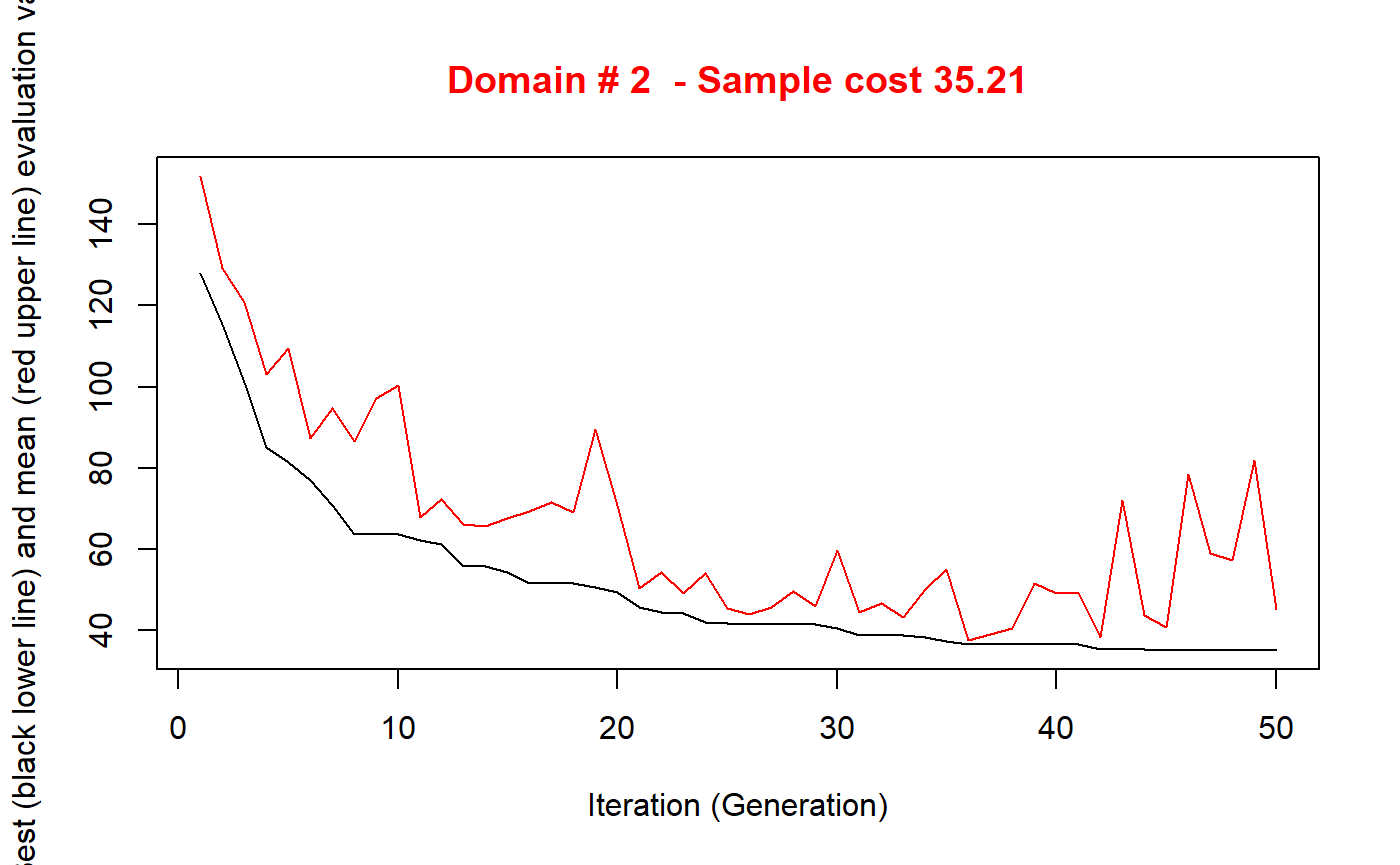 Domain # 2 - Sample cost 35.21
est (black lower line) and mean (red upper line) evaluation va
140
120
100
80
60
40
0 10 20 30 40 50
Iteration (Generation)